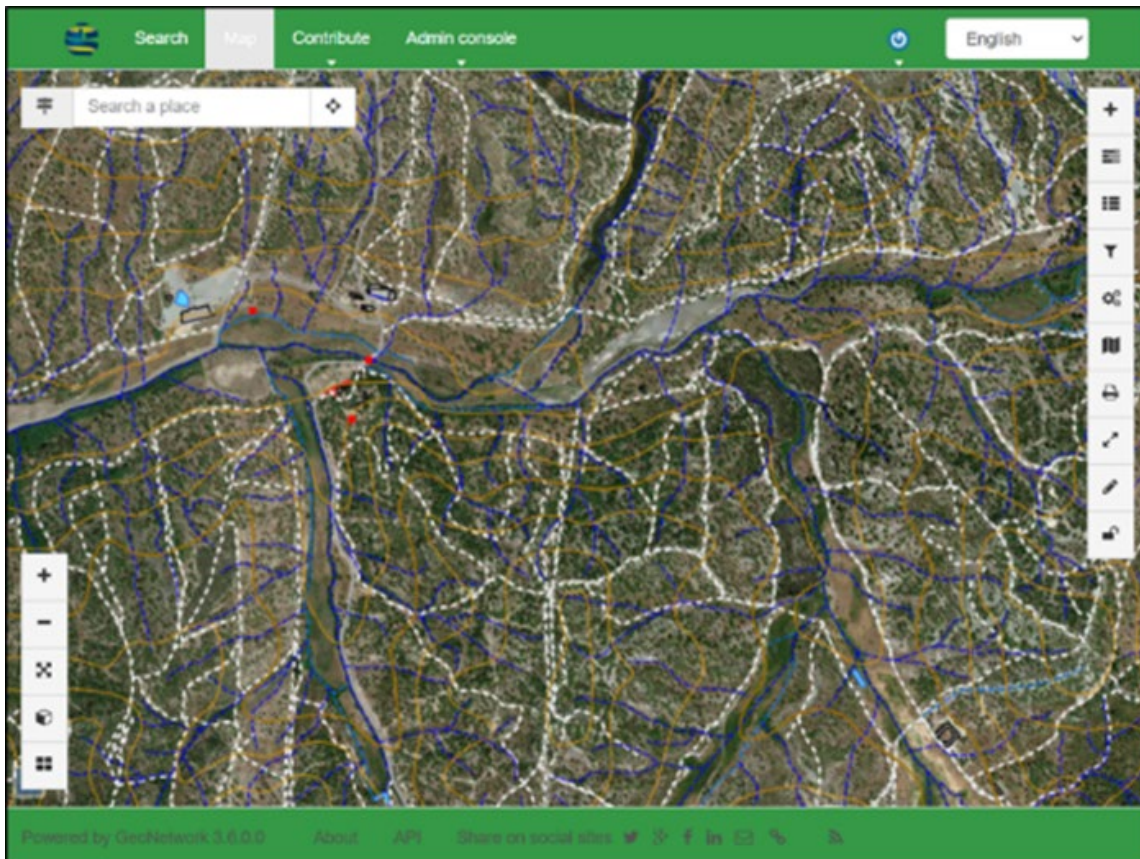 Search Map Contribute Admin console English
Search a place
Powered by GeoNetwork 3.6.0.0 About API Share on social sites